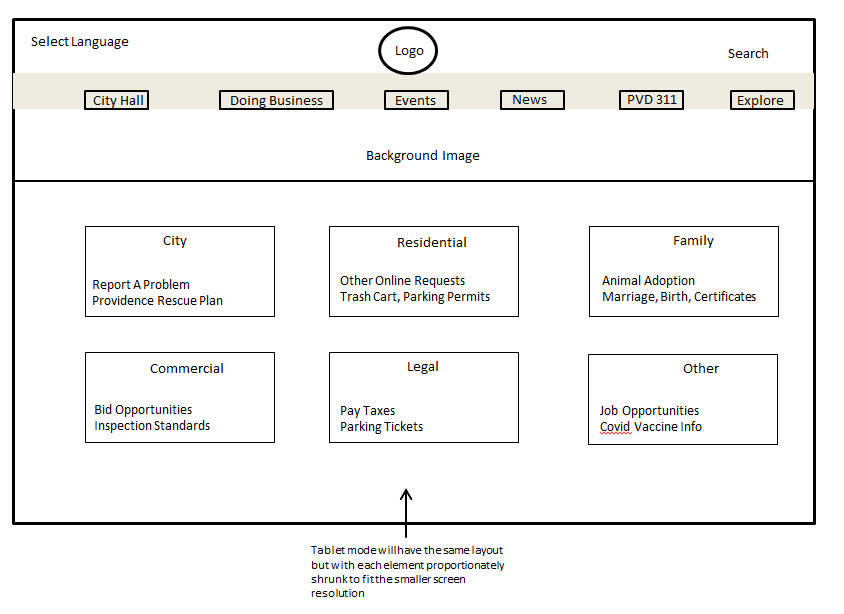 Select Language
Logo
Search
City Hall
Doing Business
Events
News
PVD 311
Explore
Background Image
City
Report A Problem
Providence Rescue Plan
Residential
Other Online Requests
Trash Cart, Parking Permits
Family
Animal Adoption
Marriage, Birth, Certificates
Commercial
Bid Opportunities
Inspection Standards
Legal
Pay Taxes
Parking Tickets
Other
Job Opportunities
Covid Vaccine Info
Tablet mode will have the same layout
but with each element proportionately
shrunk to fit the smaller screen
resolution